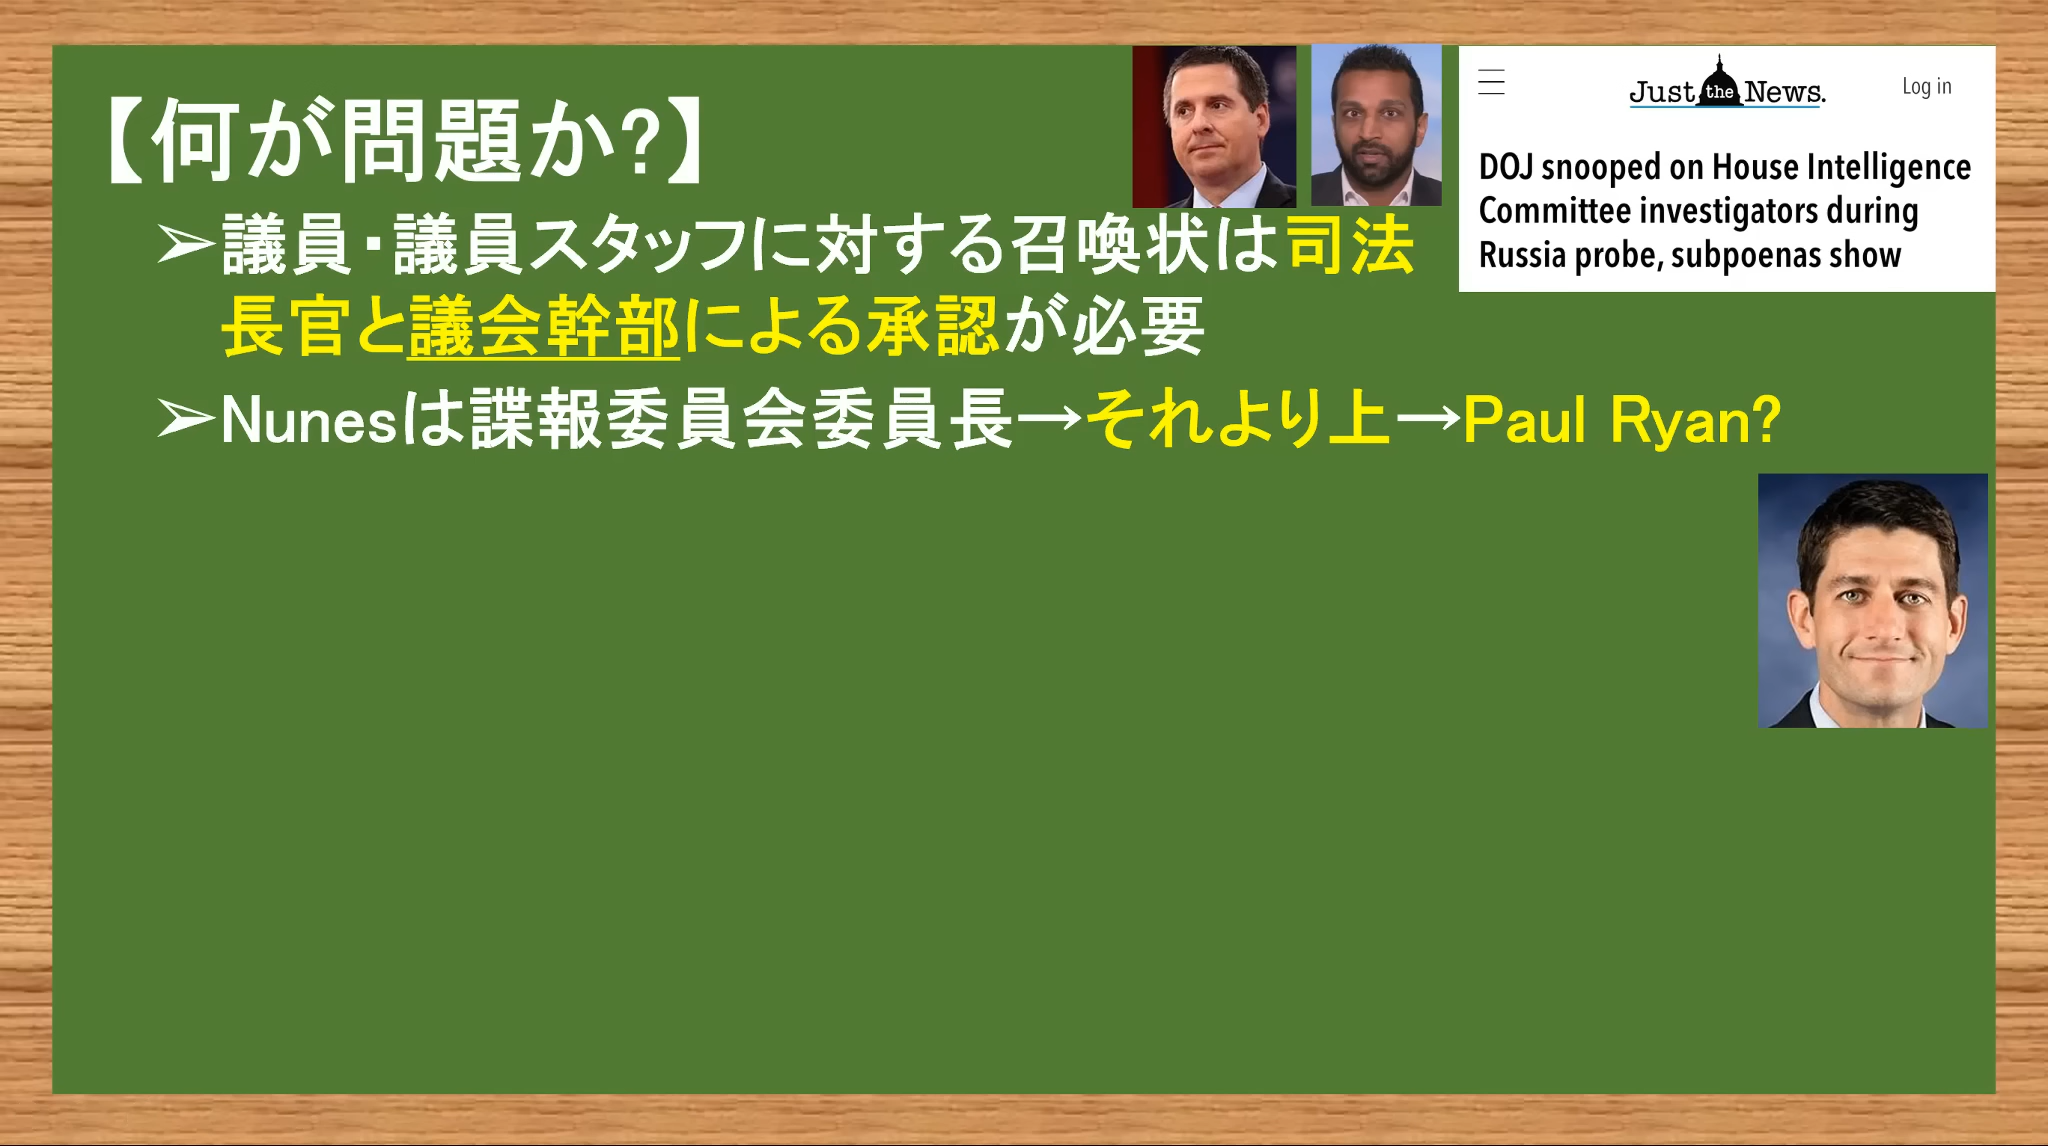 【何が問題か?】
➢議員・議員スタッフに対する召喚状は司法
長官と議会幹部による承認が必要
➢Nunesは諜報委員会委員長→それより上→Paul Ryan?
Just the News.
Log in
DOJ snooped on House Intelligence
Committee investigators during
Russia probe, subpoenas show